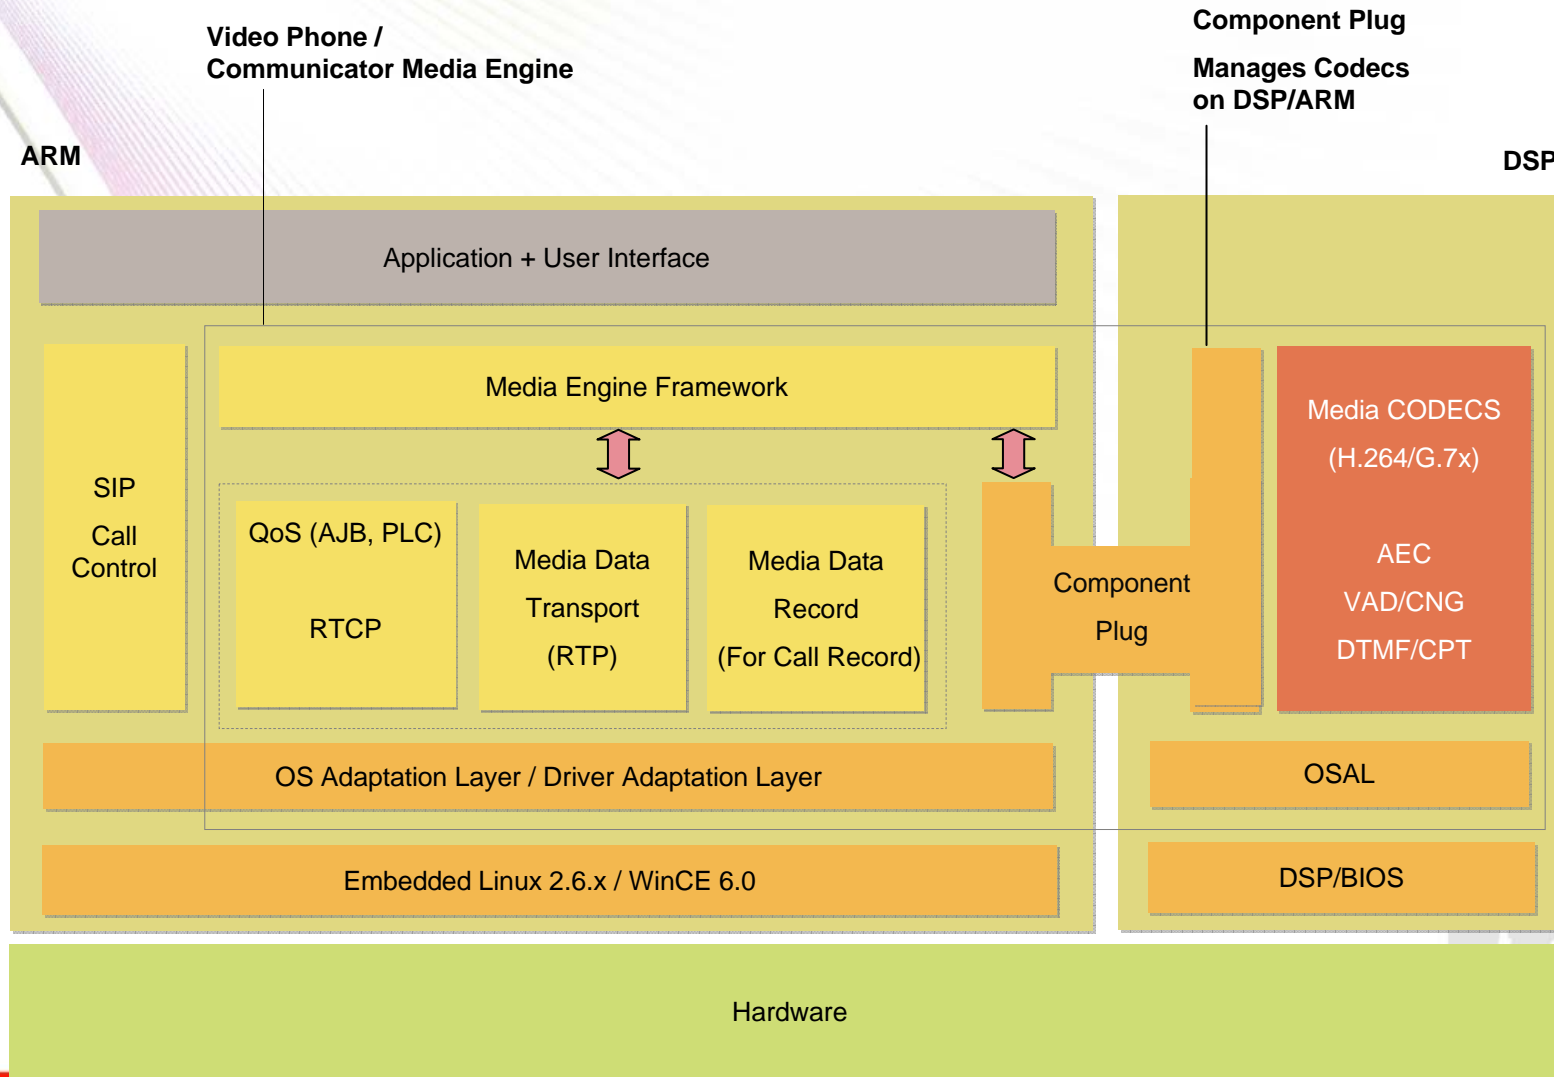 Video Phone /
Communicator Media Engine
Component Plug
Manages Codecs
on DSP/ARM
ARM
DSP
Application + User Interface
Media Engine Framework
SIP
Call
Control
QoS (AJB, PLC)
RTCP
Media Data
Transport
(RTP)
Media Data
Record
(For Call Record)
Component
Plug
Media CODECS
(H.264/G.7x)
AEC
VAD/CNG
DTMF/CPT
OS Adaptation Layer / Driver Adaptation Layer
OSAL
Embedded Linux 2.6.x / WinCE 6.0
DSP/BIOS
Hardware